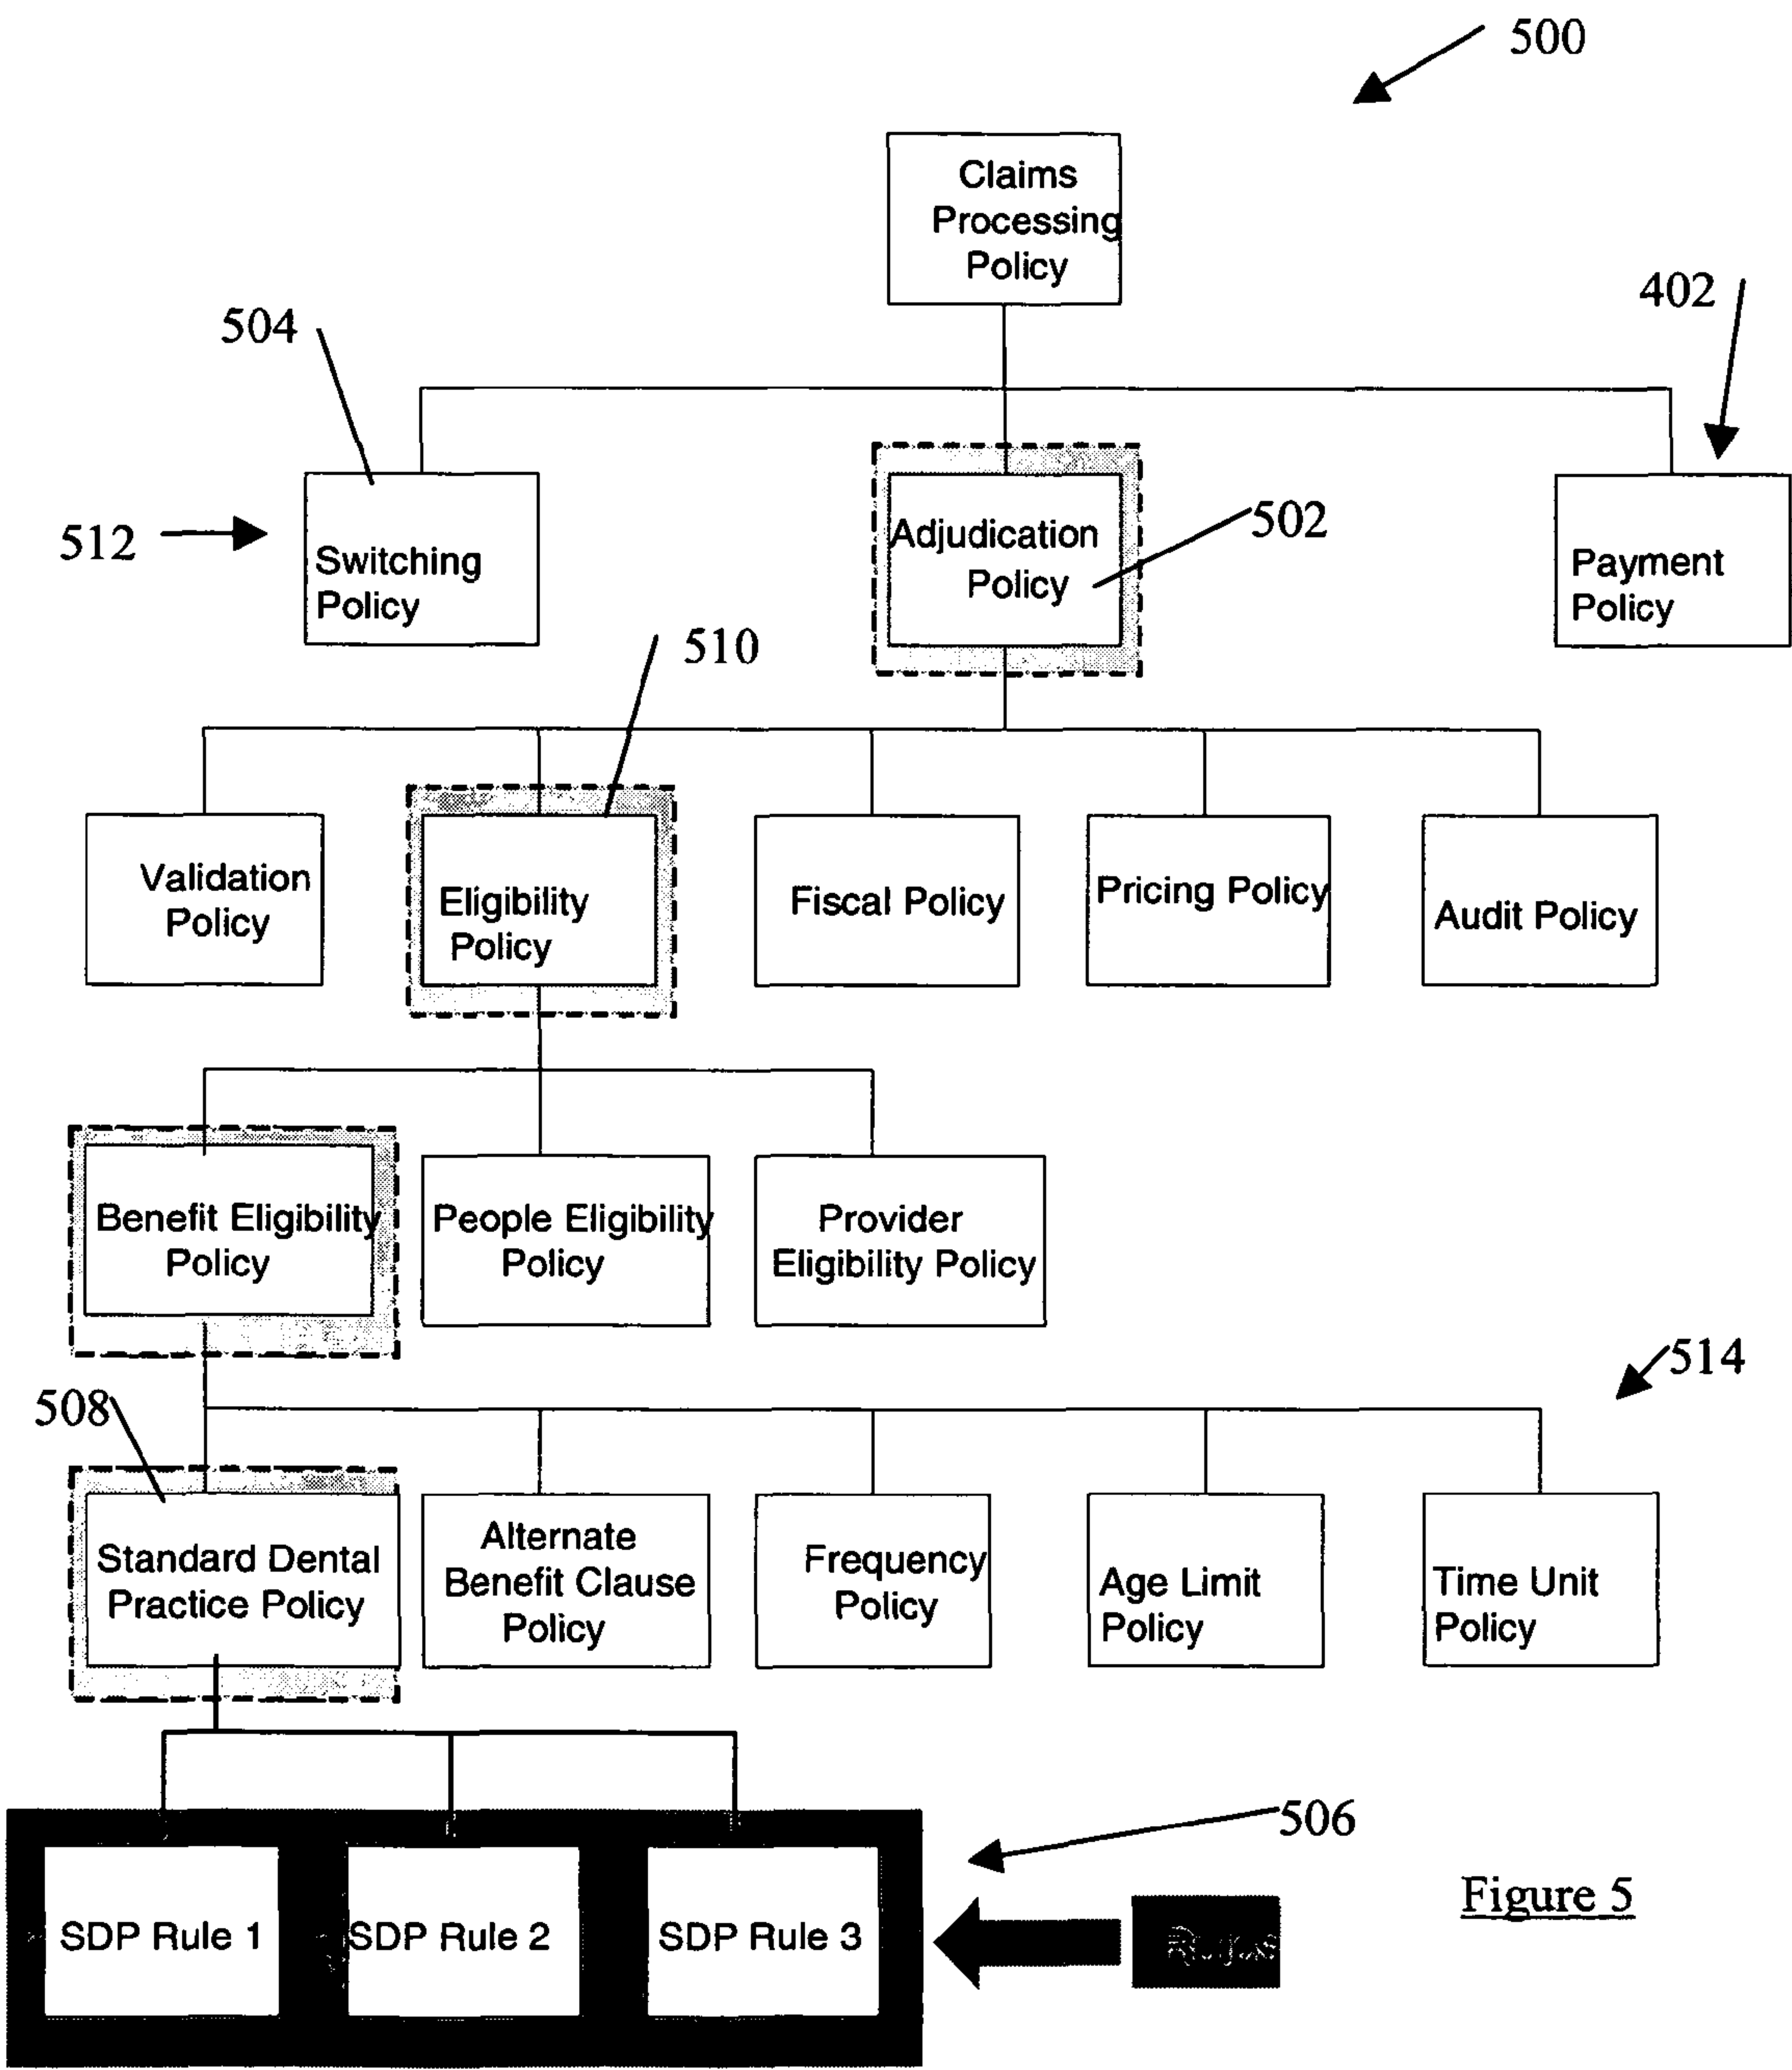 500
Claims
Processing
Policy
402
504
512
Switching
Policy
Adjudication
Policy
502
Payment
Policy
510
Validation
Policy
Eligibility
Policy
Fiscal Policy
Pricing Policy
Audit Policy
Benefit Eligibility
Policy
People Eligibility
Policy
Provider
Eligibility Policy
514
508
Standard Dental
Practice Policy
Alternate
Benefit Clause
Policy
Frequency
Policy
Age Limit
Policy
Time Unit
Policy
506
SDP Rule 1
SDP Rule 2
SDP Rule 3
Rules
Figure 5